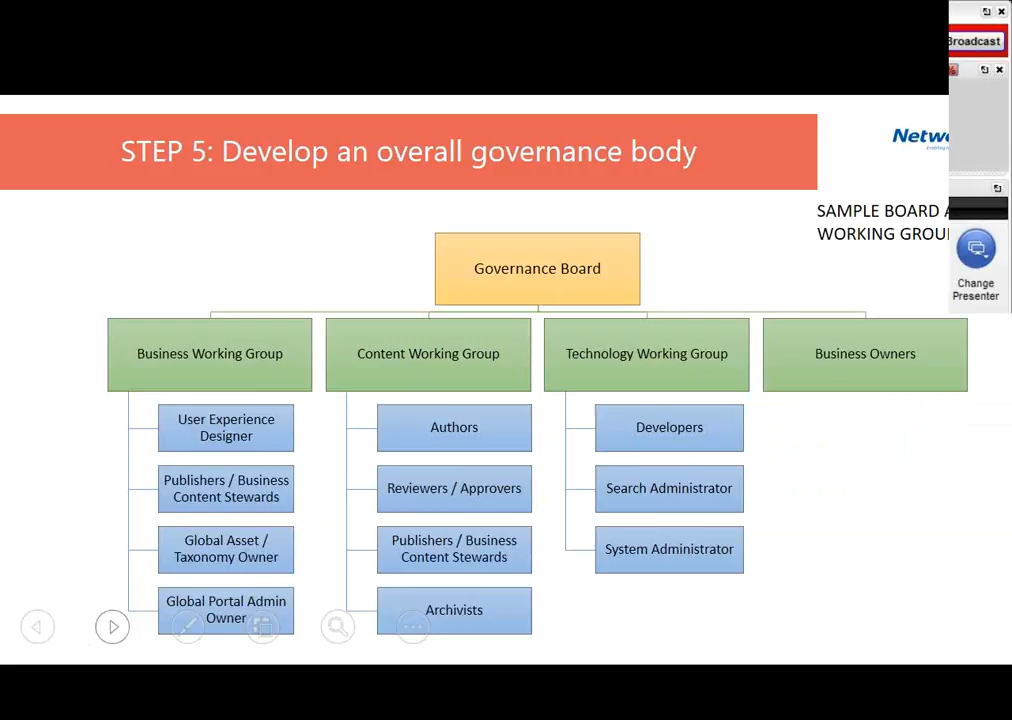 Broadcast
STEP 5: Develop an overall governance body
SAMPLE BOARD
Change
Presenter
Governance Board
Business Working Group
Content Working Group
Technology Working Group
Business Owners
User Experience
Designer
Publishers / Business
Content Stewards
Global Asset /
Taxonomy Owner
Global Portal Admin
Owner
Authors
Reviewers / Approvers
Publishers / Business
Content Stewards
Archivists
Developers
Search Administrator
System Administrator